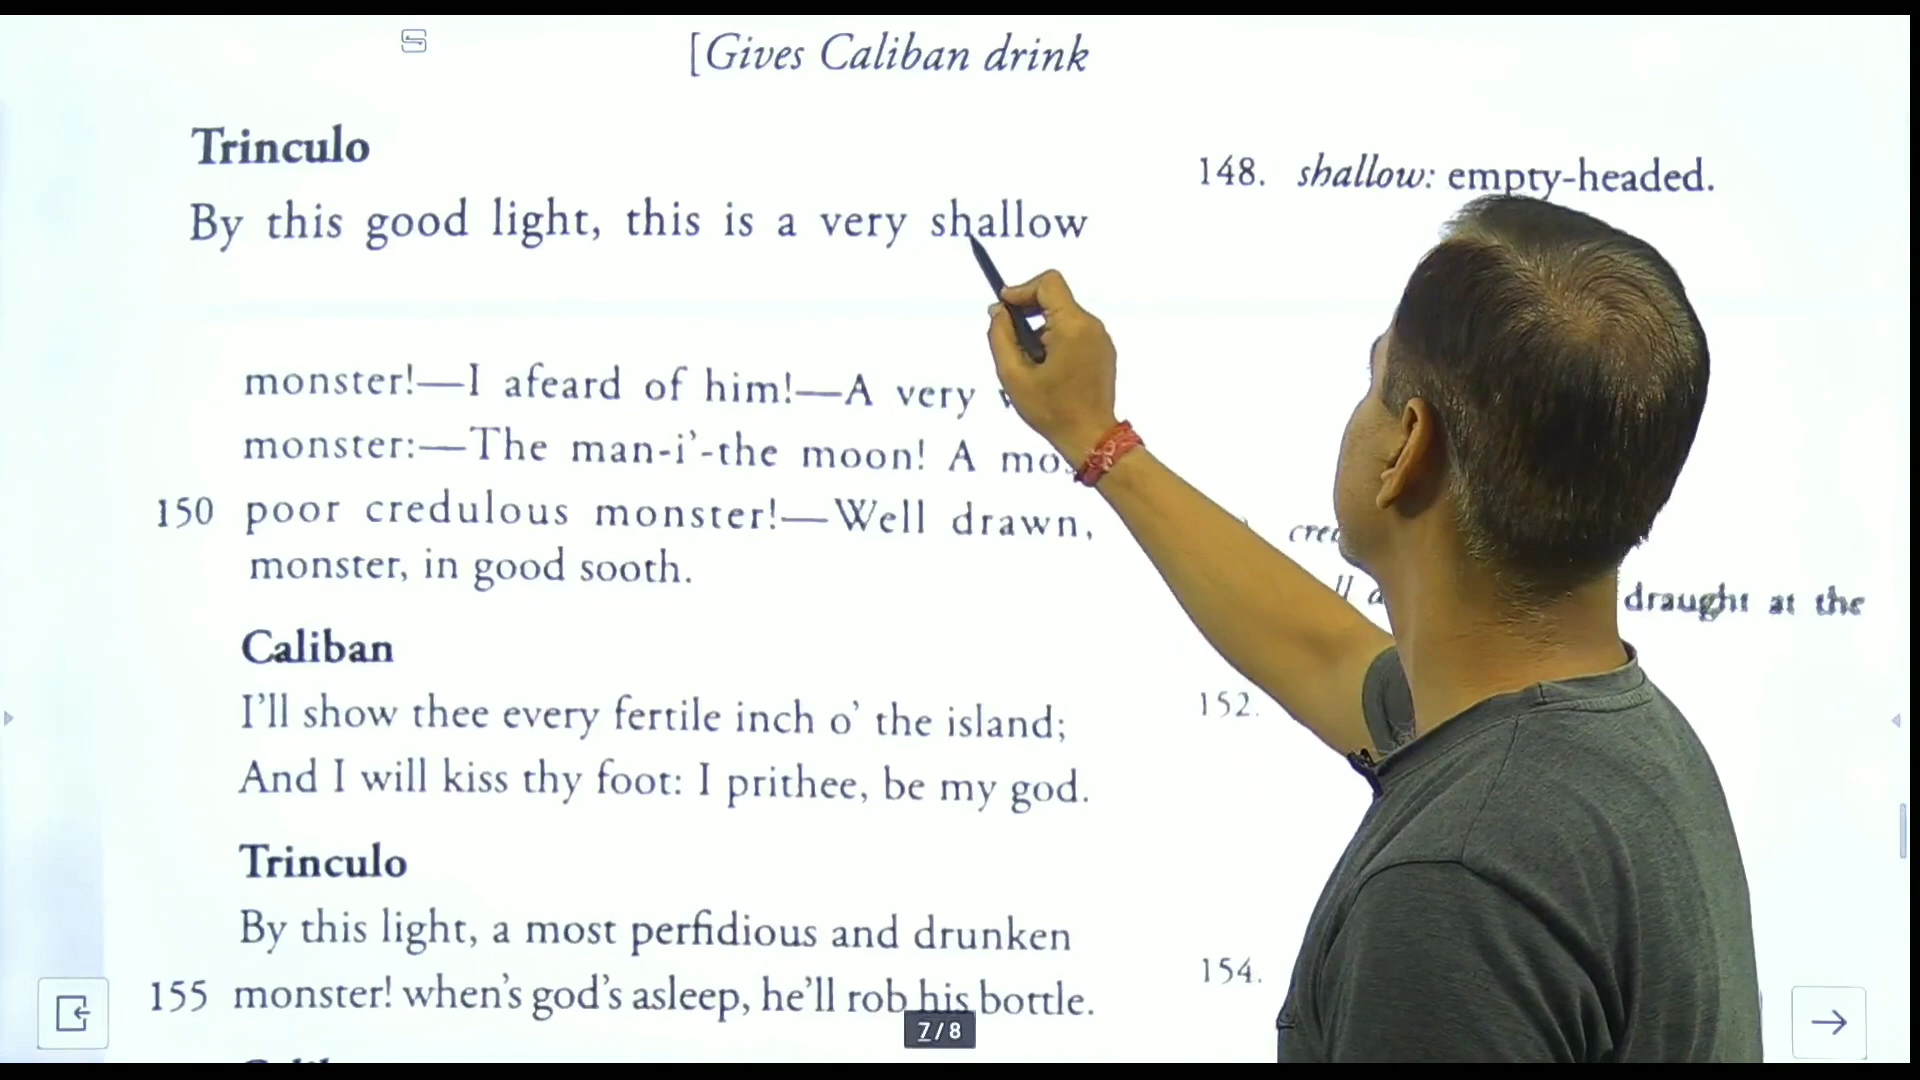 [Gives Caliban drink
Trinculo
By this good light, this is a very shallow
148. shallow: empty-headed.
monster!—I afeard of him!—A very
monster:—The man-i'-the moon! A
150 poor credulous monster!—Well drawn,
monster, in good sooth.
draught at the
Caliban
I'll show thee every fertile inch o' the island;
152.
And I will kiss thy foot: I prithee, be my god.
Trinculo
By this light, a most perfidious and drunken
154.
155 monster! when's god's asleep, he'll rob his bottle.
7/8